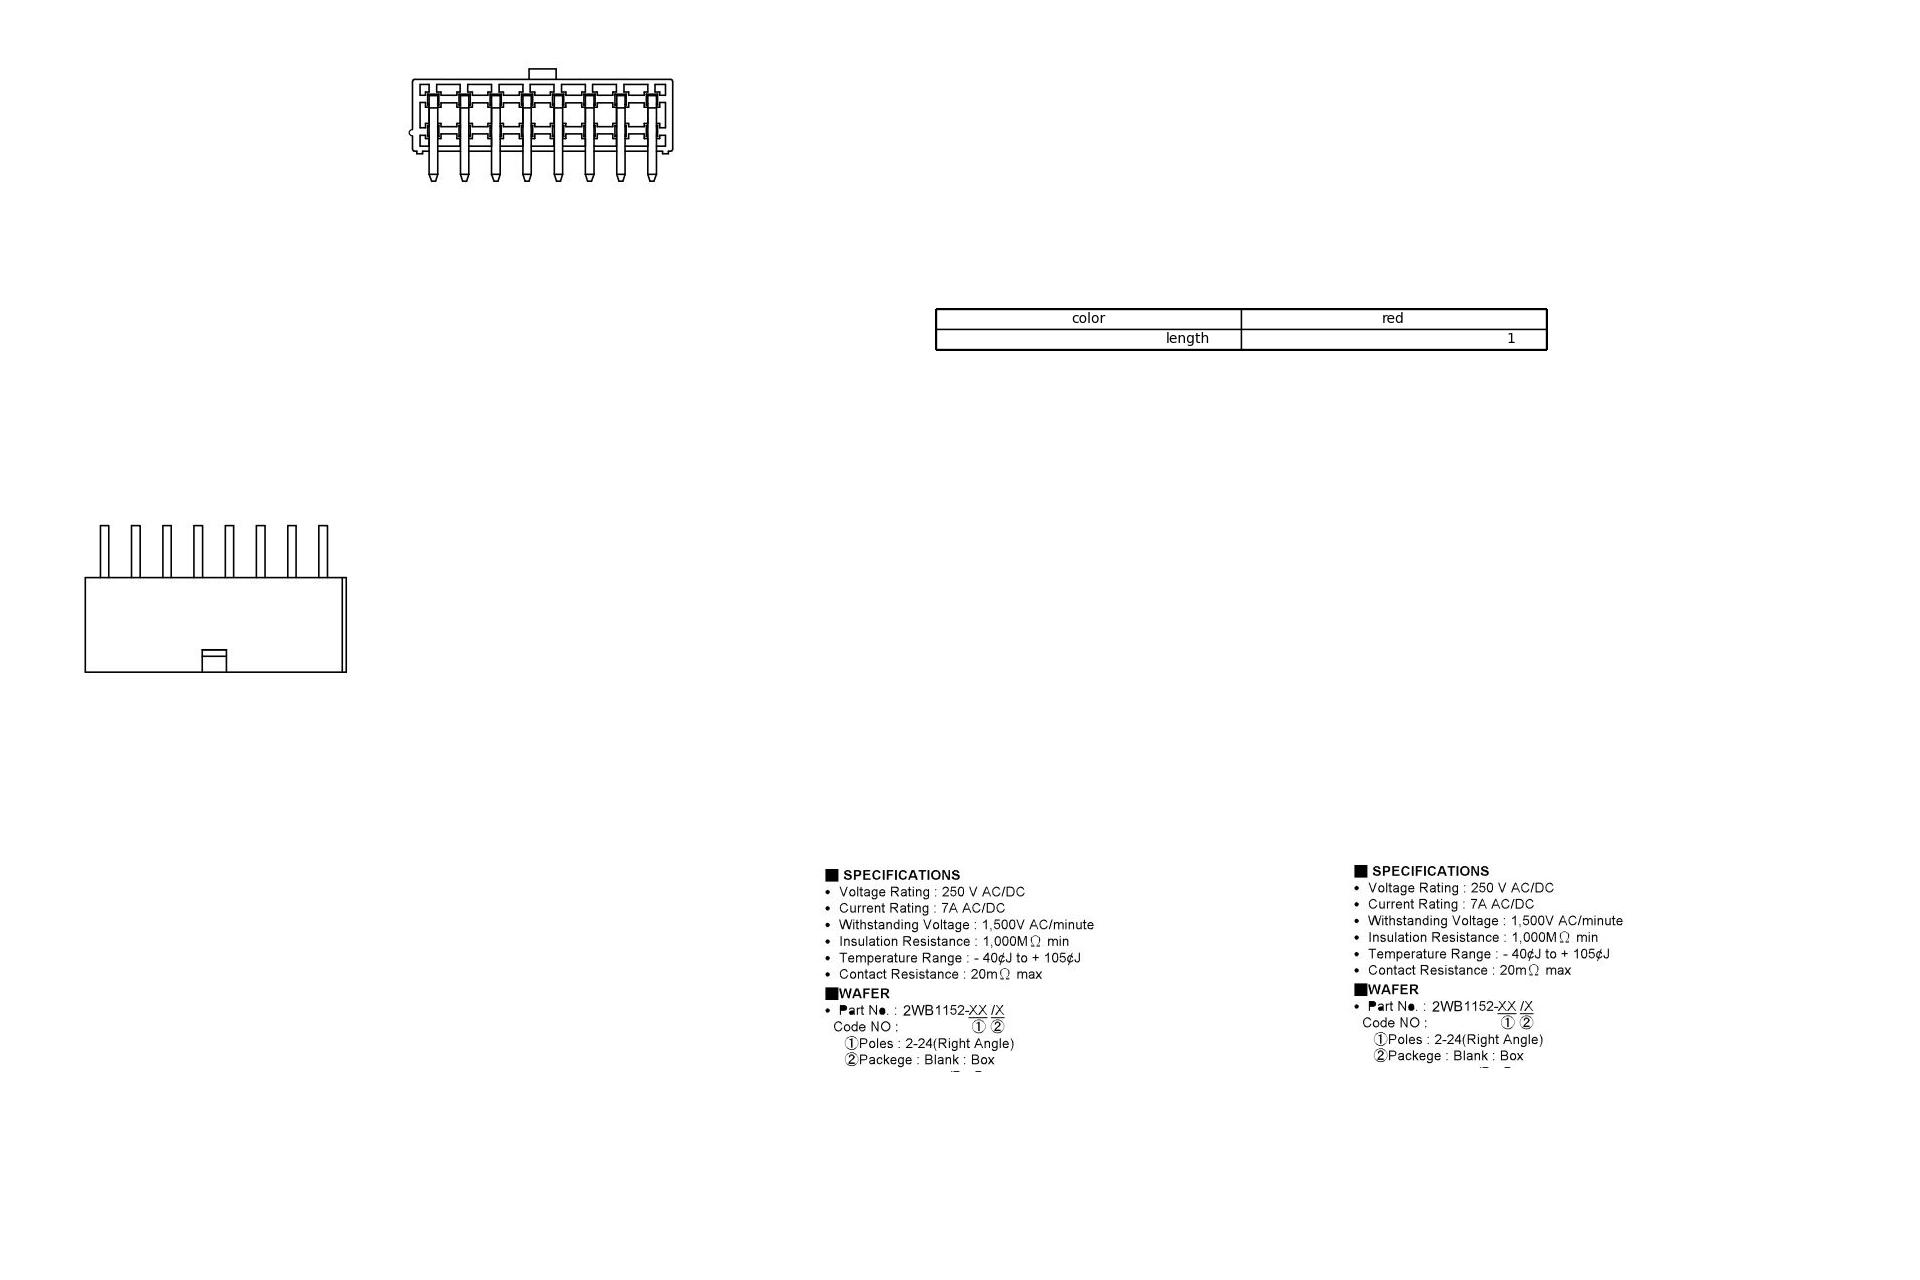 color red
length 1
■ SPECIFICATIONS
• Voltage Rating : 250 V AC/DC
• Current Rating : 7A AC/DC
• Withstanding Voltage : 1,500V AC/minute
• Insulation Resistance : 1,000MΩ min
• Temperature Range : - 40¢J to + 105¢J
• Contact Resistance : 20mΩ max
■WAFER
• Part No. : 2WB1152-XX /X
Code NO : ① ②
①Poles : 2-24(Right Angle)
②Packege : Blank : Box
■ SPECIFICATIONS
• Voltage Rating : 250 V AC/DC
• Current Rating : 7A AC/DC
• Withstanding Voltage : 1,500V AC/minute
• Insulation Resistance : 1,000MΩ min
• Temperature Range : - 40¢J to + 105¢J
• Contact Resistance : 20mΩ max
■WAFER
• Part No. : 2WB1152-XX /X
Code NO : ① ②
①Poles : 2-24(Right Angle)
②Packege : Blank : Box